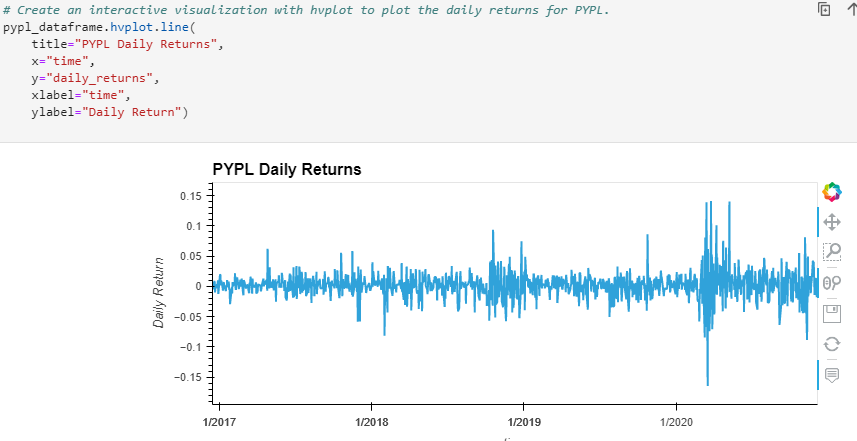 # Create an interactive visualization with hvplot to plot the daily returns for PYPL.
pypl_dataframe.hvplot.line(
    title="PYPL Daily Returns",
    x="time",
    y="daily_returns",
    xlabel="time",
    ylabel="Daily Return")
PYPL Daily Returns
0.15
0.1
0.05
0
−0.05
−0.1
−0.15
Daily Return
1/2017 1/2018 1/2019 1/2020